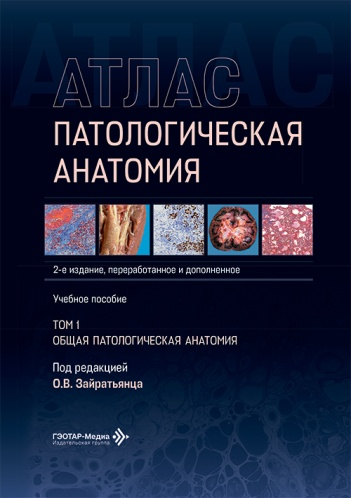 АТЛАС
АТЛАС
ПАТОЛОГИЧЕСКАЯ
АНАТОМИЯ
2-е издание, переработанное и дополненное
Учебное пособие
ТОМ 1
ОБЩАЯ ПАТОЛОГИЧЕСКАЯ АНАТОМИЯ
Под редакцией
О.В. Зайратьянца
ГЭОТАР-Медиа
Издательская группа